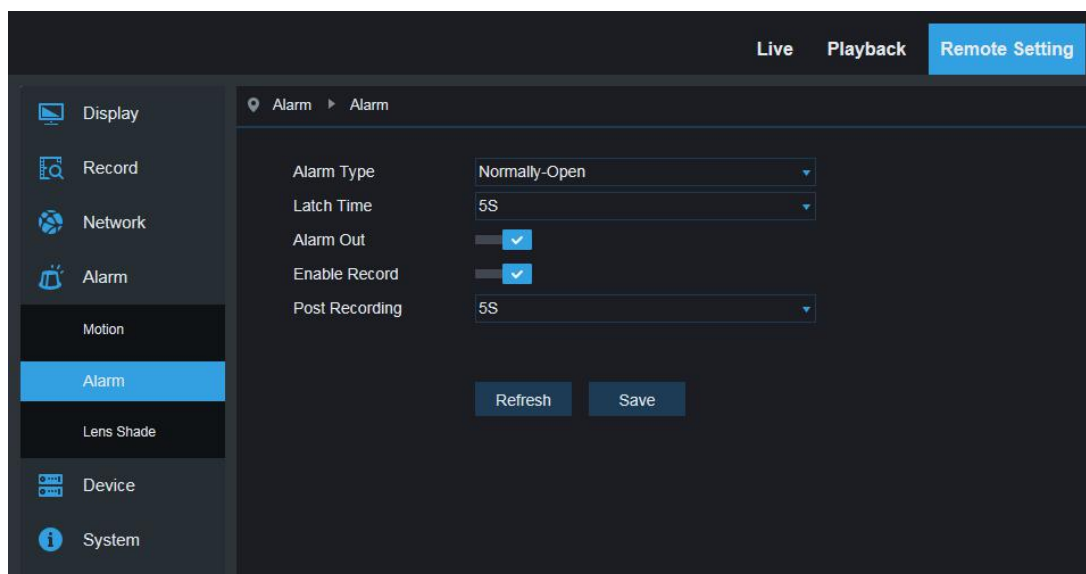 Live Playback Remote Setting
Display
Record
Network
Alarm
Motion
Alarm
Lens Shade
Device
System
Alarm Alarm
Alarm Type Normally-Open
Latch Time 5S
Alarm Out
Enable Record
Post Recording 5S
Refresh Save